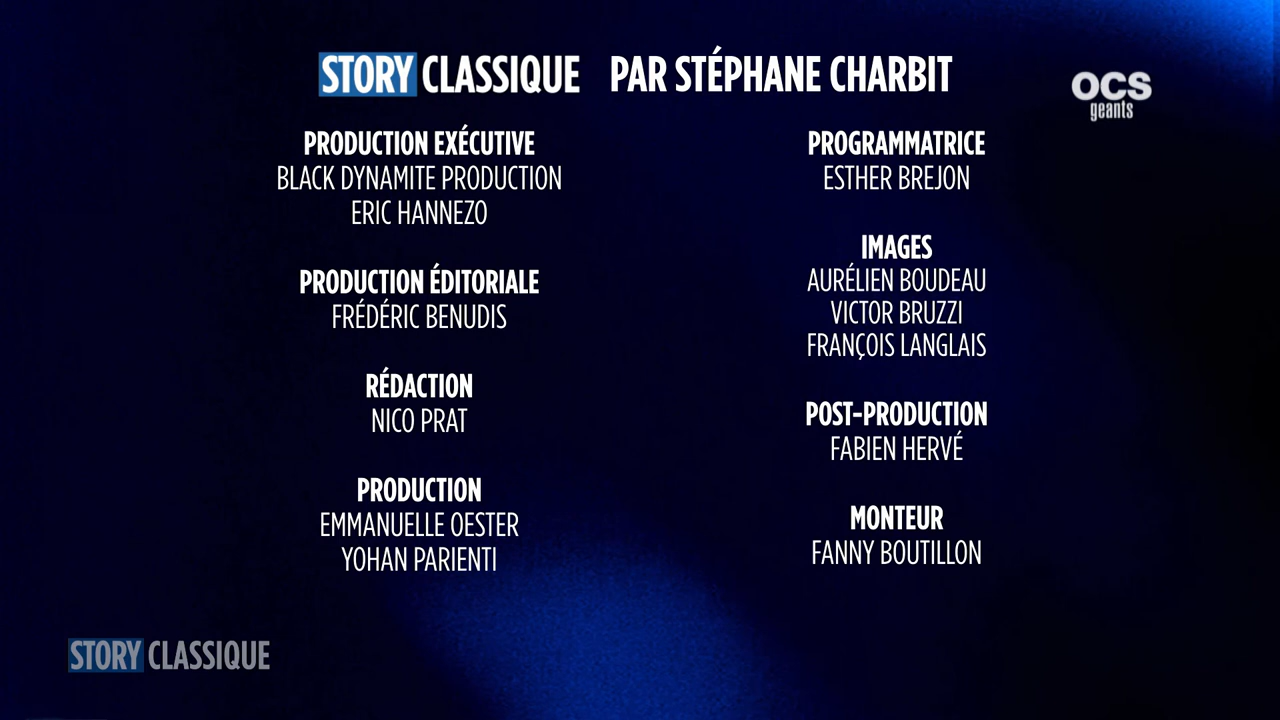 STORY CLASSIQUE PAR STÉPHANE CHARBIT
OCS
geants
PRODUCTION EXÉCUTIVE
BLACK DYNAMITE PRODUCTION
ERIC HANNEZO
PRODUCTION ÉDITORIALE
FRÉDÉRIC BENUDIS
RÉDACTION
NICO PRAT
PRODUCTION
EMMANUELLE OESTER
YOHAN PARIENTI
PROGRAMMATRICE
ESTHER BREJON
IMAGES
AURÉLIEN BOUDEAU
VICTOR BRUZZI
FRANÇOIS LANGLAIS
POST-PRODUCTION
FABIEN HERVÉ
MONTEUR
FANNY BOUTILLON
STORY CLASSIQUE